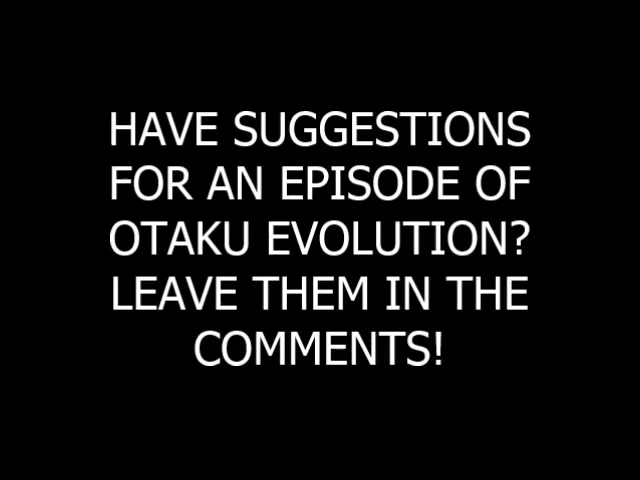 HAVE SUGGESTIONS
FOR AN EPISODE OF
OTAKU EVOLUTION?
LEAVE THEM IN THE
COMMENTS!